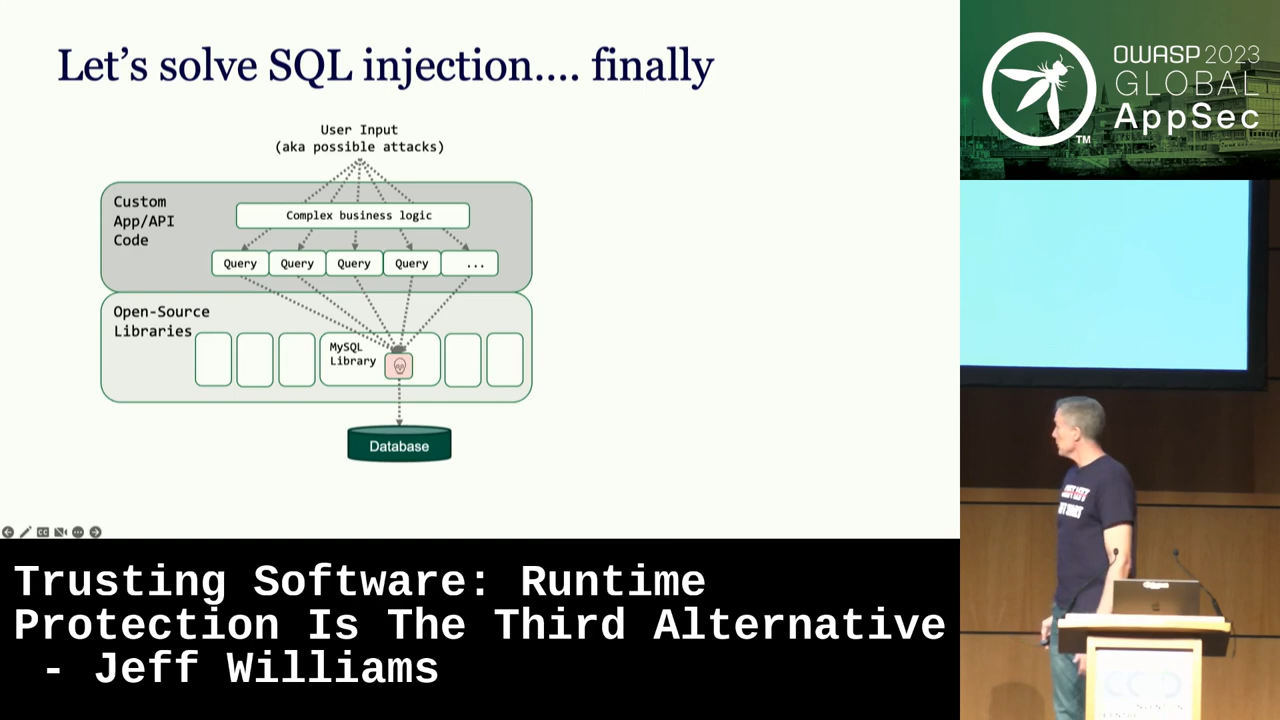 Let's solve SQL injection.... finally
User Input
(aka possible attacks)
Custom
App/API
Code
Complex business logic
Query
Query
Query
Query
...
Open-Source
Libraries
MySQL
Library
Database
OWASP 2023
GLOBAL
AppSec
TM
Trusting Software: Runtime
Protection Is The Third Alternative
- Jeff Williams